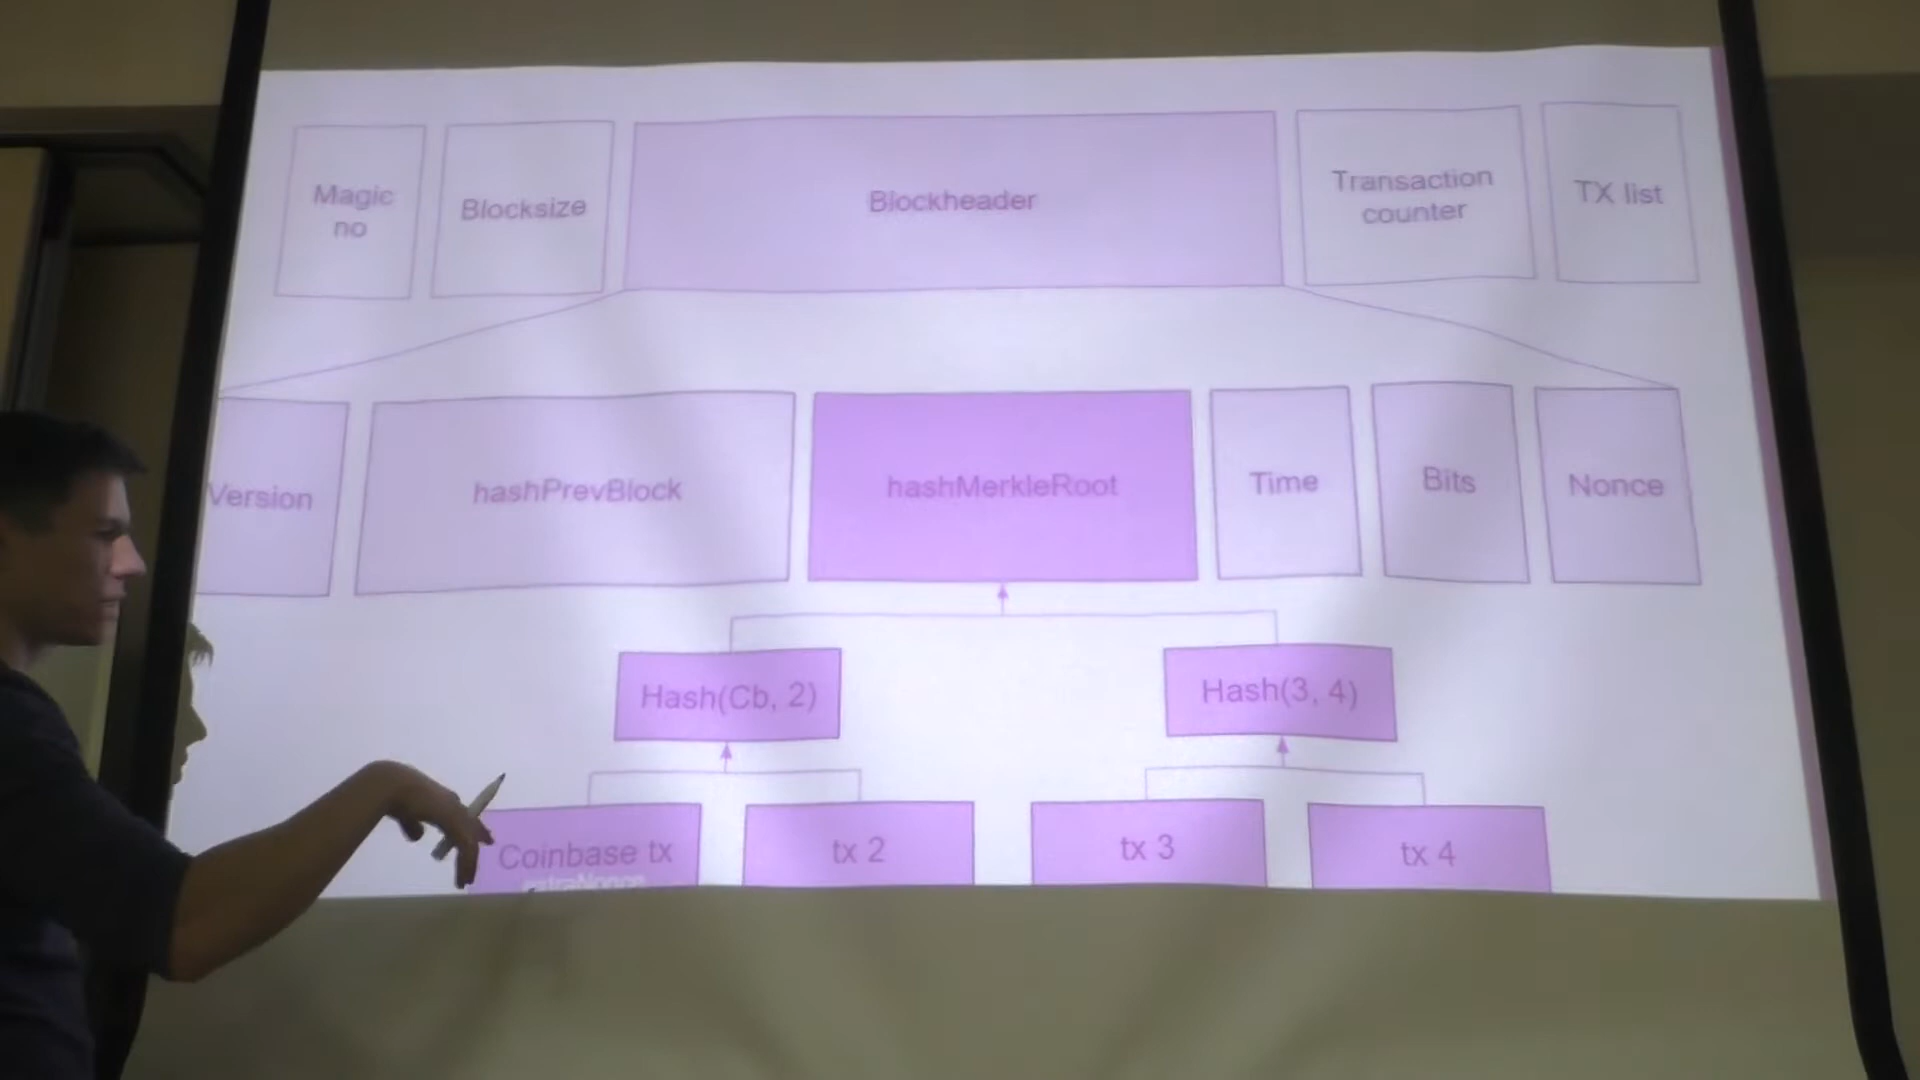 Magic
no
Blocksize
Blockheader
Transaction
counter
TX list
Version
hashPrevBlock
hashMerkleRoot
Time
Bits
Nonce
Hash(Cb, 2)
Hash(3, 4)
Coinbase tx
extraNonce
tx 2
tx 3
tx 4